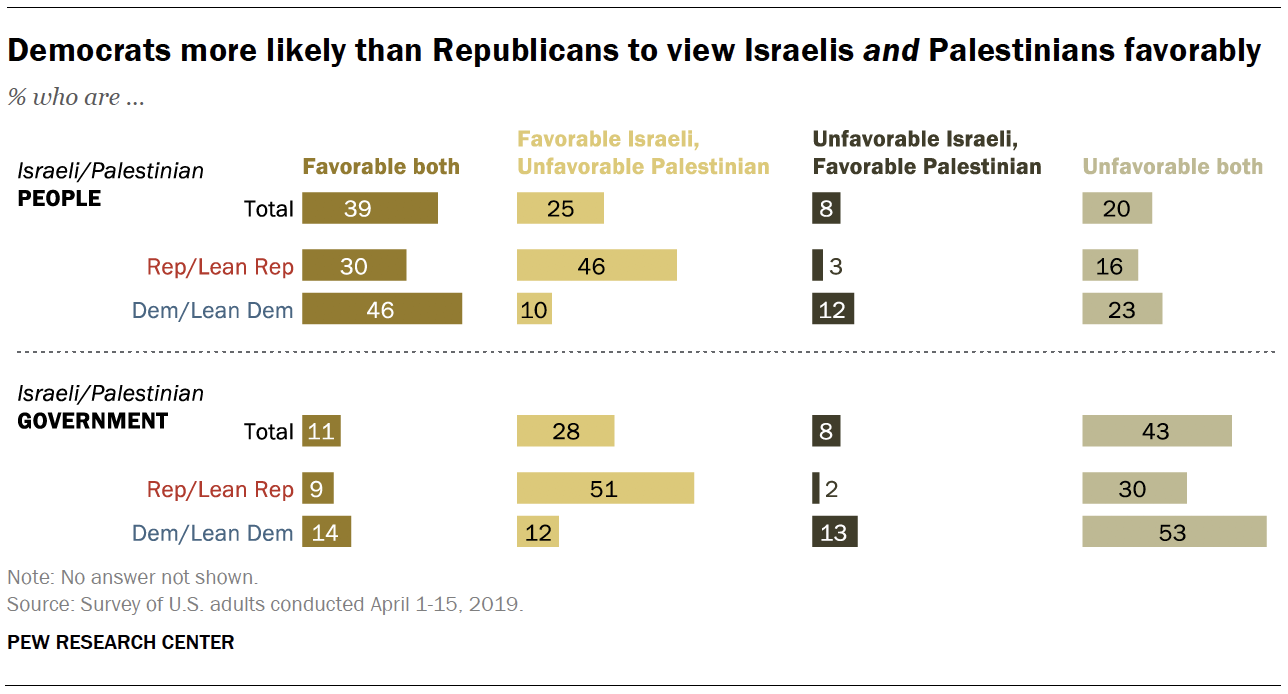 Democrats more likely than Republicans to view Israelis and Palestinians favorably
% who are ...
Israeli/Palestinian
PEOPLE
Favorable both
Favorable Israeli,
Unfavorable Palestinian
Unfavorable Israeli,
Favorable Palestinian
Unfavorable both
Total 39 25 8 20
Rep/Lean Rep 30 46 3 16
Dem/Lean Dem 46 10 12 23
Israeli/Palestinian
GOVERNMENT
Total 11 28 8 43
Rep/Lean Rep 9 51 2 30
Dem/Lean Dem 14 12 13 53
Note: No answer not shown.
Source: Survey of U.S. adults conducted April 1-15, 2019.
PEW RESEARCH CENTER